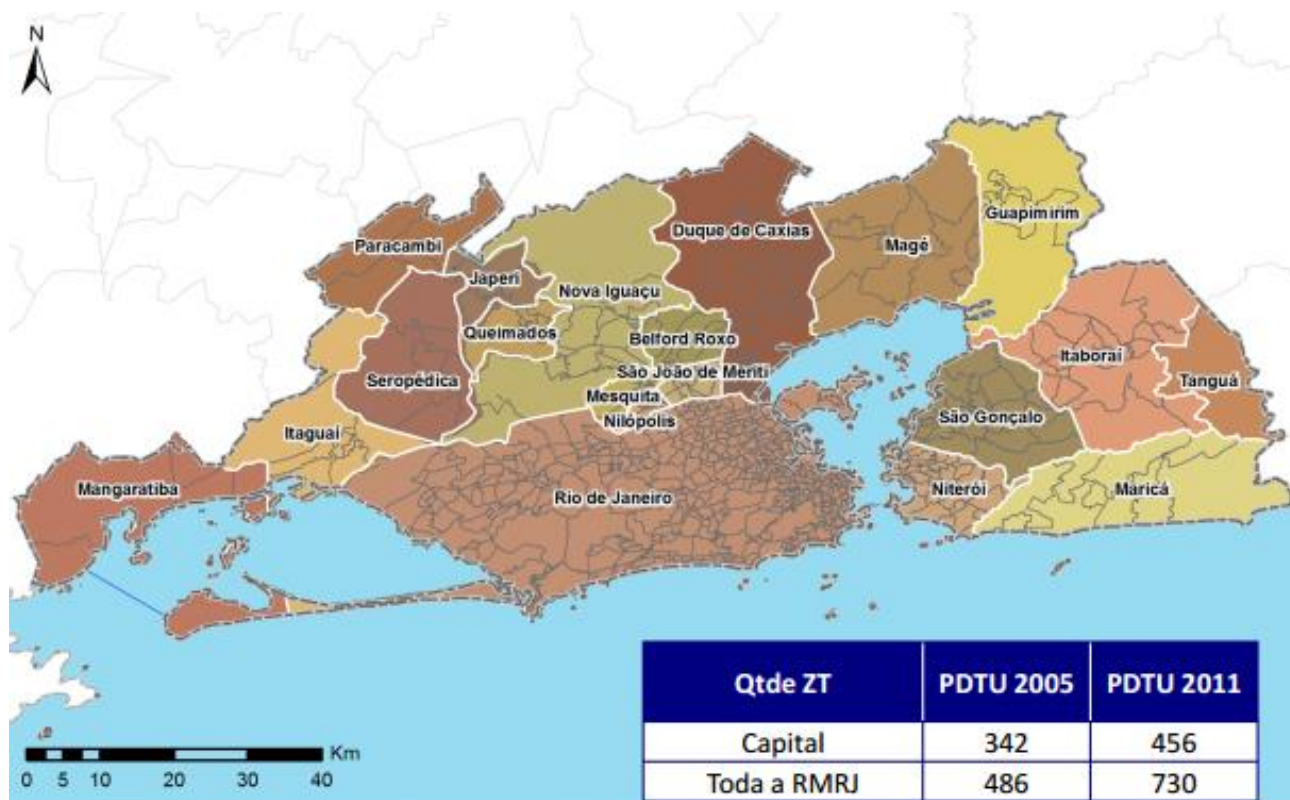 N
Guapimirim
Duque de Caxias
Magé
Paracambi
Japeri
Nova Iguaçu
Queimados
Belford Roxo
Itaboraí
São João de Meriti
Seropédica
Tanguá
Mesquita
São Gonçalo
Nilópolis
Itaguaí
Mangaratiba
Rio de Janeiro
Niterói
Maricá
Qtde ZT PDTU 2005 PDTU 2011
Capital 342 456
Toda a RMRJ 486 730
Km
0 5 10 20 30 40